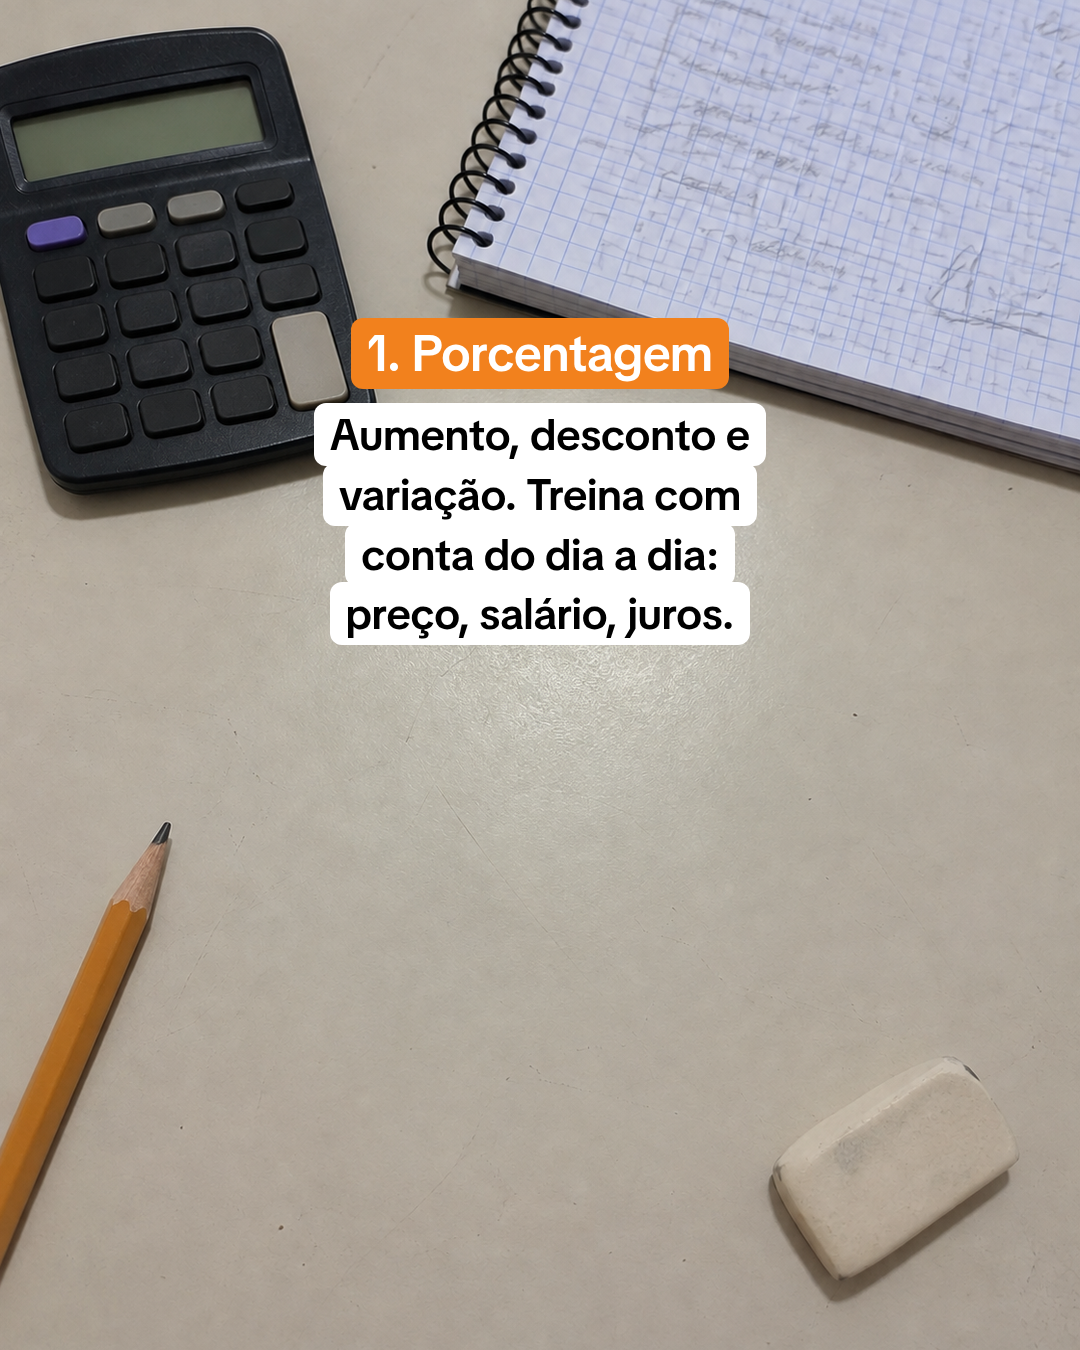 1. Porcentagem
Aumento, desconto e
variação. Treina com
conta do dia a dia:
preço, salário, juros.